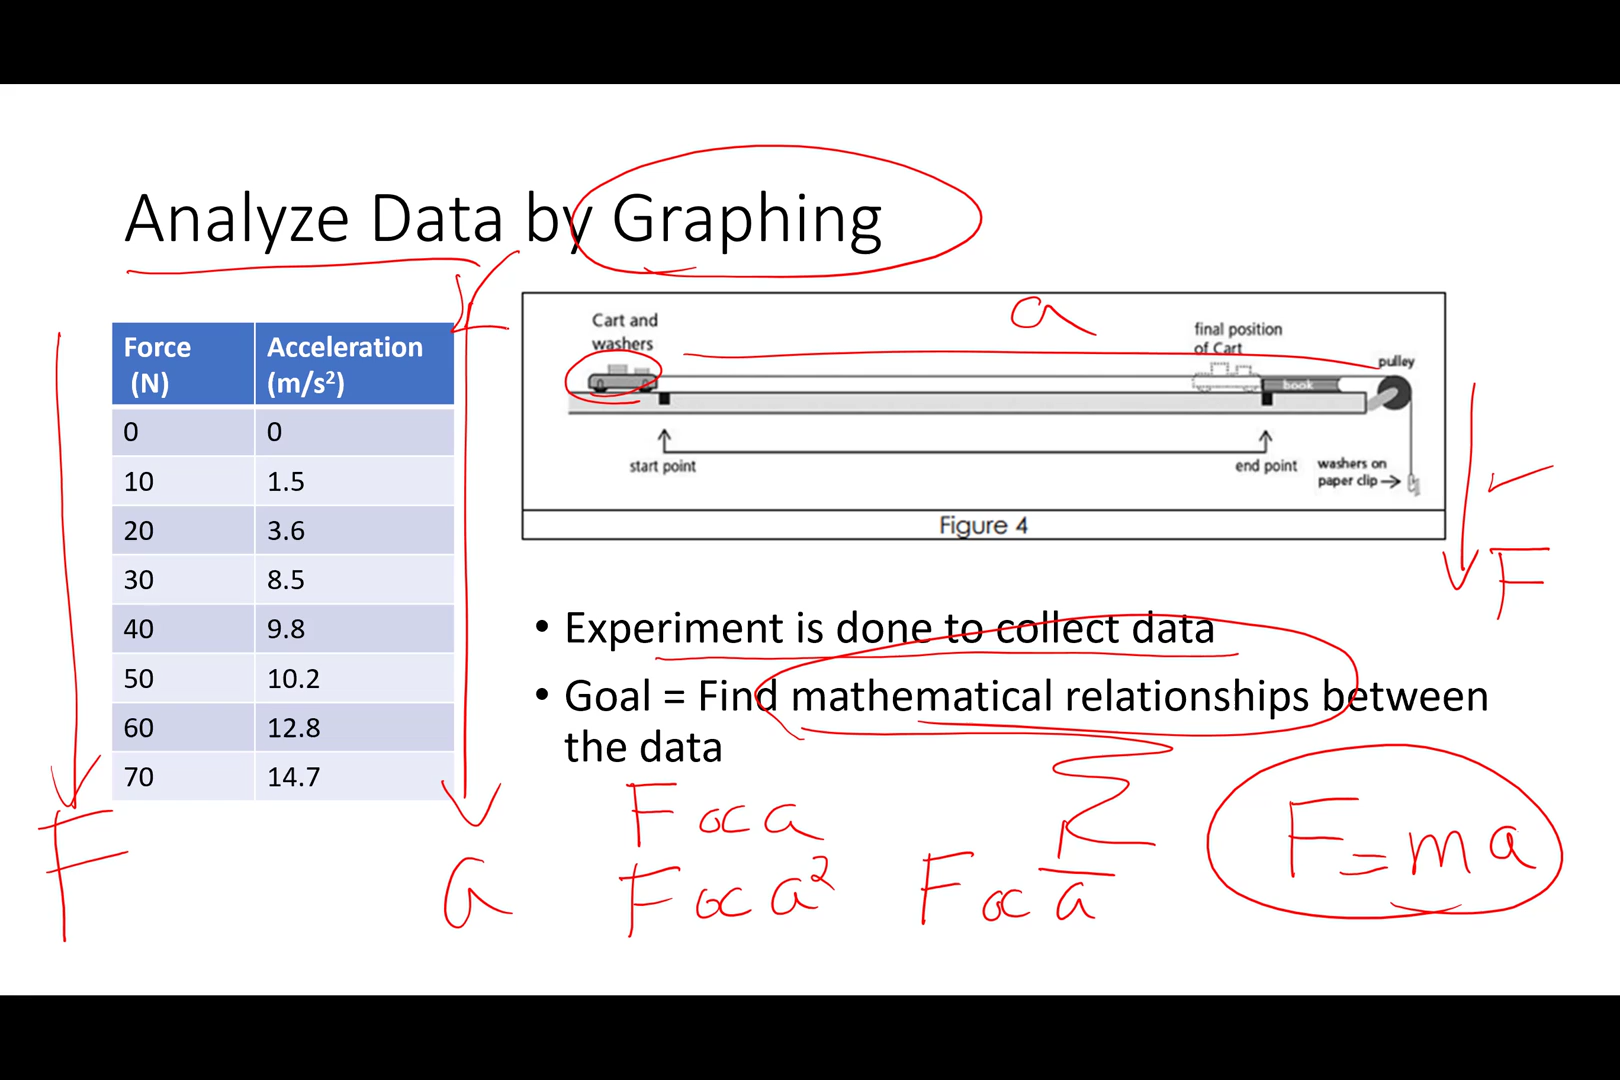 Analyze Data by Graphing
Force (N) Acceleration (m/s²)
0 0
10 1.5
20 3.6
30 8.5
40 9.8
50 10.2
60 12.8
70 14.7
F
a
a
Cart and
washers
final position
of Cart
pulley
book
start point
end point
washers on
paper clip
Figure 4
F
• Experiment is done to collect data
• Goal = Find mathematical relationships between
the data
F ∝ a
F ∝ a²
F ∝ 1/a
F = ma